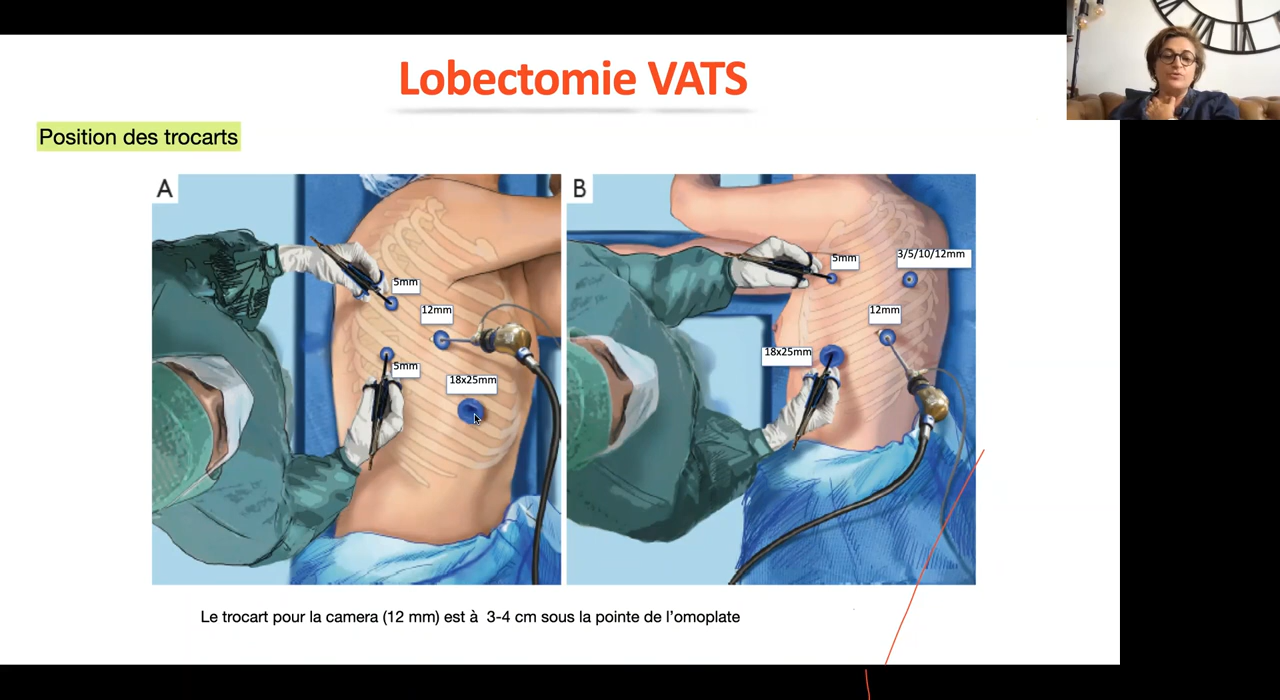 Lobectomie VATS
Position des trocarts
A
5mm
12mm
5mm
18x25mm
B
5mm
3/5/10/12mm
12mm
18x25mm
Le trocart pour la camera (12 mm) est à 3-4 cm sous la pointe de l'omoplate